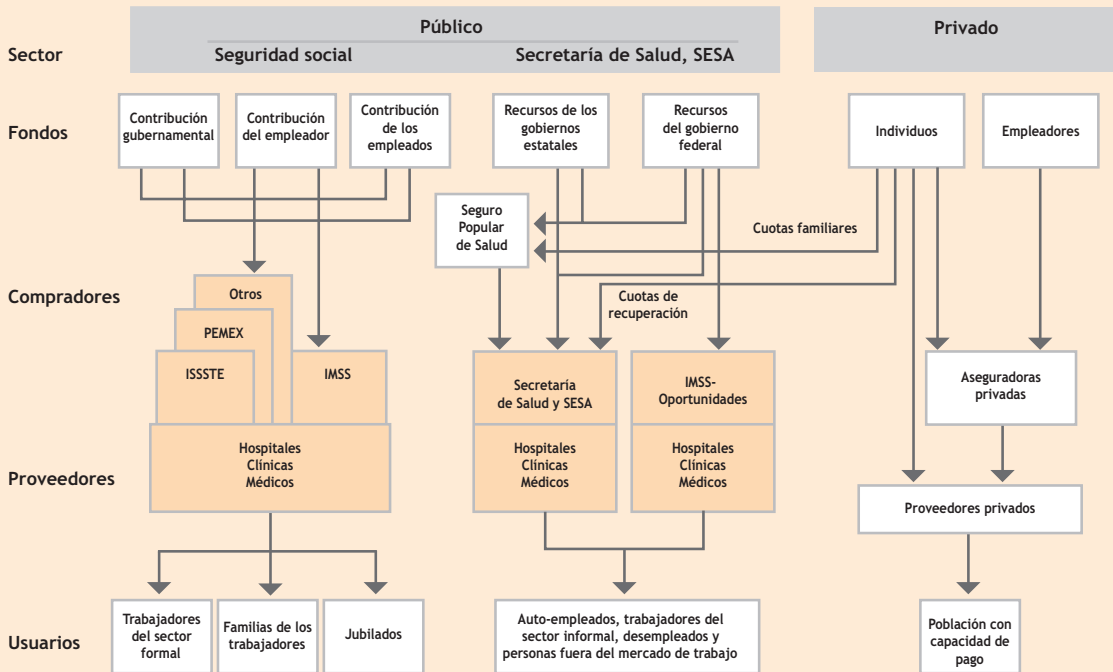 Público
Privado
Sector
Seguridad social
Secretaría de Salud, SESA
Fondos
Contribución
gubernamental
Contribución
del empleador
Contribución
de los
empleados
Recursos de los
gobiernos
estatales
Recursos
del gobierno
federal
Individuos
Empleadores
Seguro
Popular
de Salud
Cuotas familiares
Compradores
Otros
PEMEX
ISSSTE
IMSS
Cuotas de
recuperación
Secretaría
de Salud y SESA
IMSS-
Oportunidades
Aseguradoras
privadas
Proveedores
Hospitales
Clínicas
Médicos
Hospitales
Clínicas
Médicos
Hospitales
Clínicas
Médicos
Proveedores privados
Usuarios
Trabajadores
del sector
formal
Familias de los
trabajadores
Jubilados
Auto-empleados, trabajadores del
sector informal, desempleados y
personas fuera del mercado de trabajo
Población con
capacidad de
pago